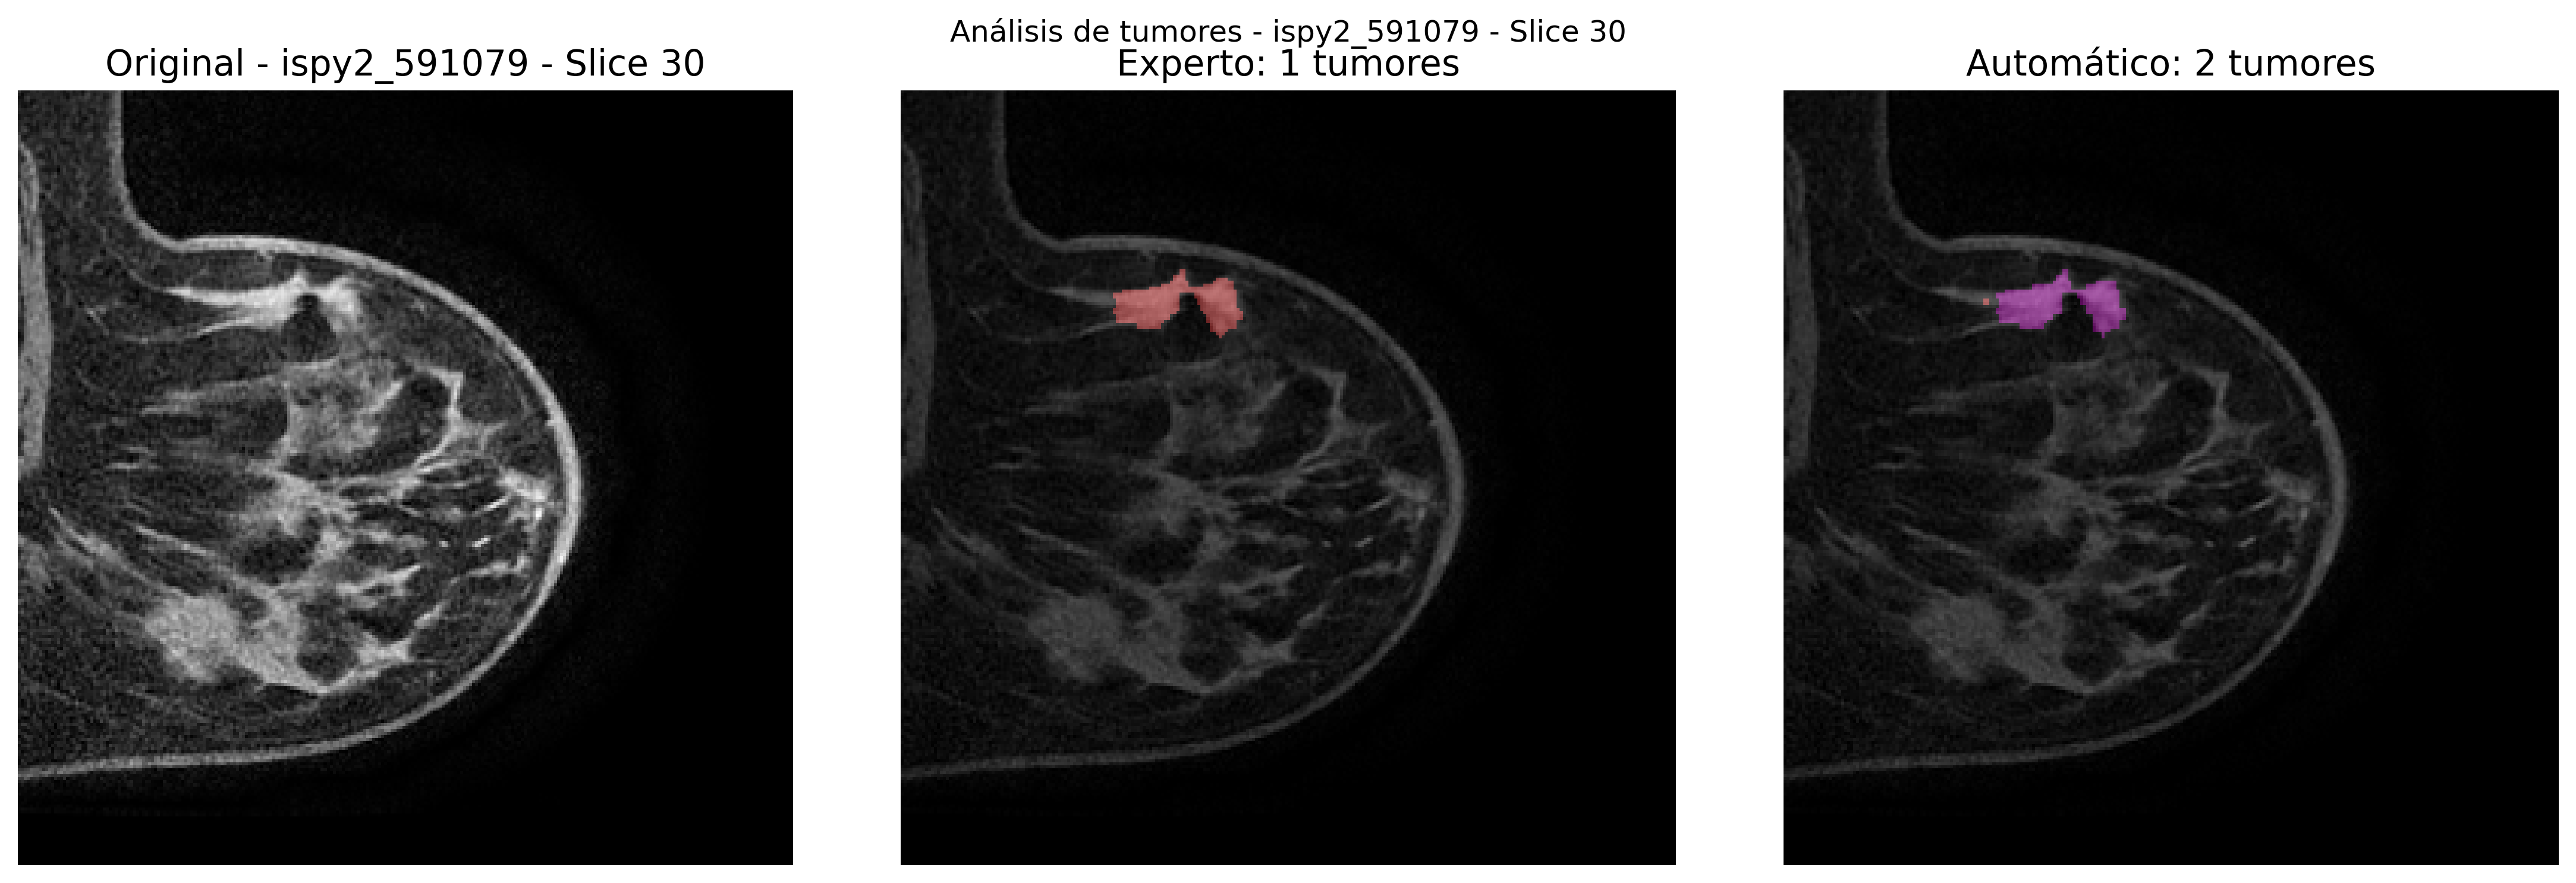 Análisis de tumores - ispy2_591079 - Slice 30
Original - ispy2_591079 - Slice 30
Experto: 1 tumores
Automático: 2 tumores